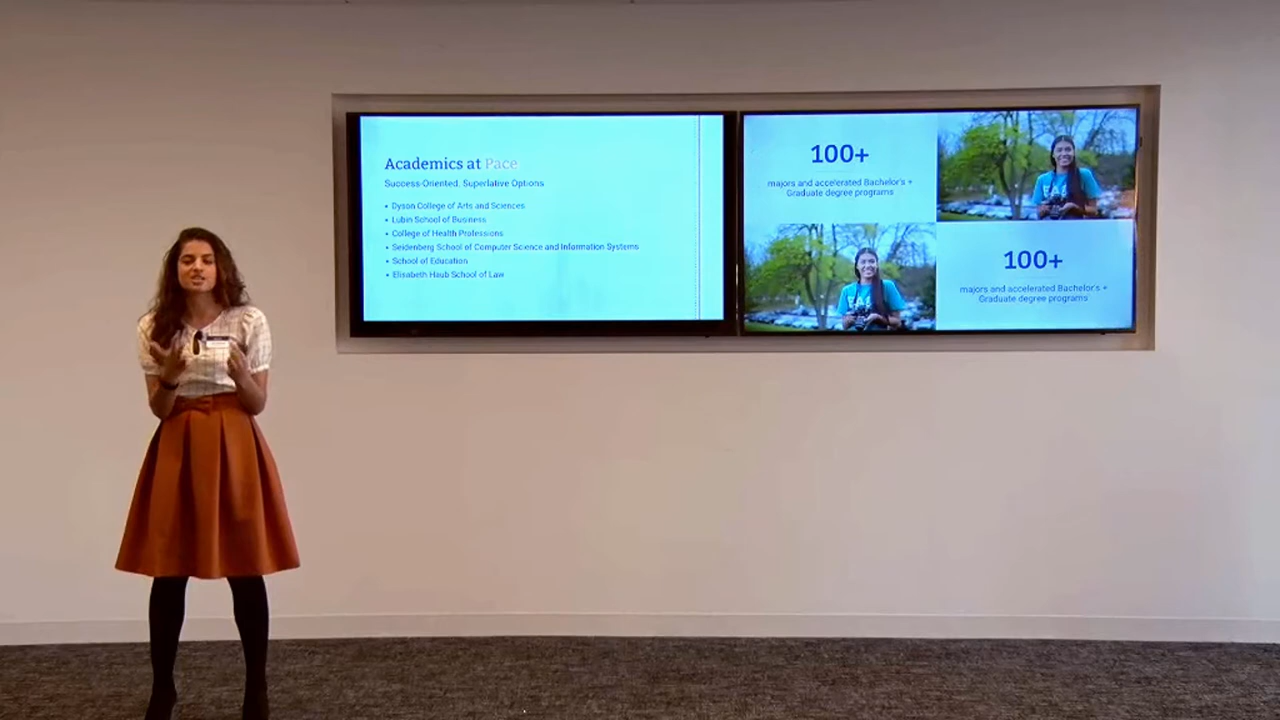 Academics at Pace
Success-Oriented, Superlative Options
• Dyson College of Arts and Sciences
• Lubin School of Business
• College of Health Professions
• Seidenberg School of Computer Science and Information Systems
• School of Education
• Elisabeth Haub School of Law
100+
majors and accelerated Bachelor's +
Graduate degree programs
100+
majors and accelerated Bachelor's +
Graduate degree programs